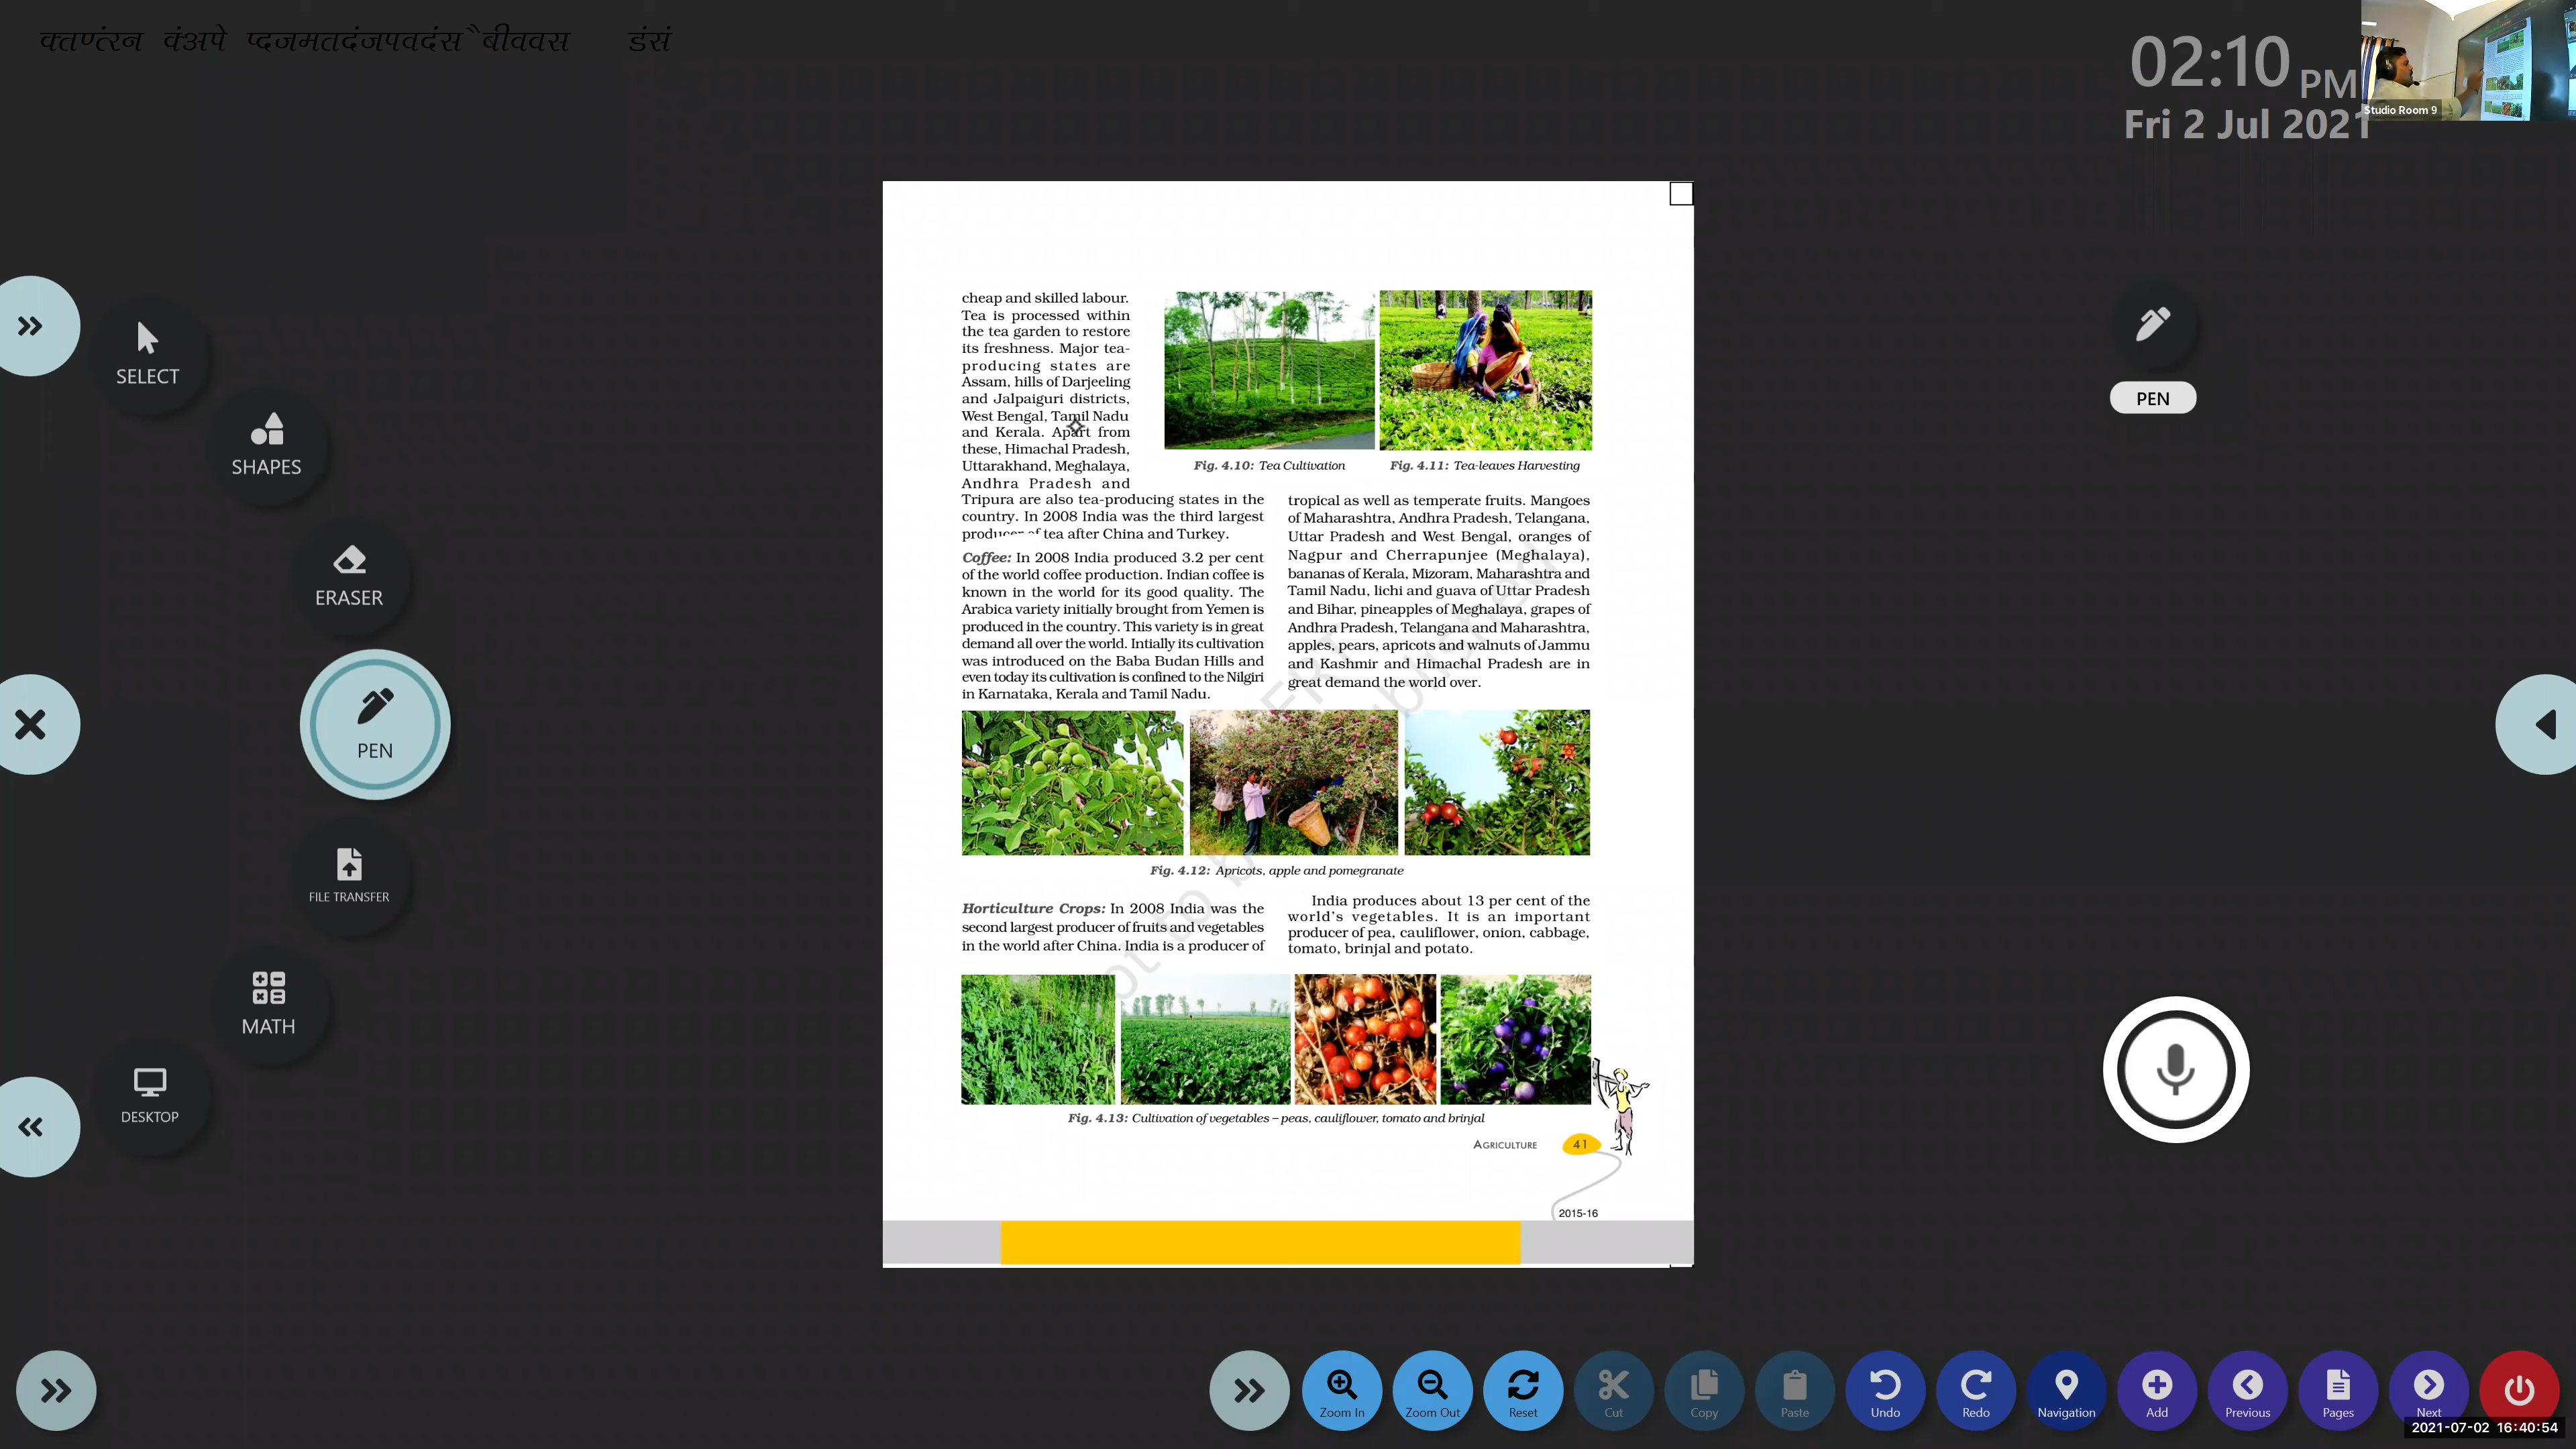 क्तण्ंरन कंअपे प्दजमतदंजपवदंस ैबीववस डंसं
02:10 PM
Fri 2 Jul 2021
Studio Room 9
SELECT
SHAPES
ERASER
PEN
FILE TRANSFER
MATH
DESKTOP
cheap and skilled labour.
Tea is processed within
the tea garden to restore
its freshness. Major tea-
producing states are
Assam, hills of Darjeeling
and Jalpaiguri districts,
West Bengal, Tamil Nadu
and Kerala. Apart from
these, Himachal Pradesh,
Uttarakhand, Meghalaya,
Andhra Pradesh and
Tripura are also tea-producing states in the
country. In 2008 India was the third largest
producer of tea after China and Turkey.
Coffee: In 2008 India produced 3.2 per cent
of the world coffee production. Indian coffee is
known in the world for its good quality. The
Arabica variety initially brought from Yemen is
produced in the country. This variety is in great
demand all over the world. Intially its cultivation
was introduced on the Baba Budan Hills and
even today its cultivation is confined to the Nilgiri
in Karnataka, Kerala and Tamil Nadu.
Fig. 4.10: Tea Cultivation
Fig. 4.11: Tea-leaves Harvesting
tropical as well as temperate fruits. Mangoes
of Maharashtra, Andhra Pradesh, Telangana,
Uttar Pradesh and West Bengal, oranges of
Nagpur and Cherrapunjee (Meghalaya),
bananas of Kerala, Mizoram, Maharashtra and
Tamil Nadu, lichi and guava of Uttar Pradesh
and Bihar, pineapples of Meghalaya, grapes of
Andhra Pradesh, Telangana and Maharashtra,
apples, pears, apricots and walnuts of Jammu
and Kashmir and Himachal Pradesh are in
great demand the world over.
Fig. 4.12: Apricots, apple and pomegranate
Horticulture Crops: In 2008 India was the
second largest producer of fruits and vegetables
in the world after China. India is a producer of
India produces about 13 per cent of the
world's vegetables. It is an important
producer of pea, cauliflower, onion, cabbage,
tomato, brinjal and potato.
Fig. 4.13: Cultivation of vegetables – peas, cauliflower, tomato and brinjal
AGRICULTURE 41
2015-16
PEN
Zoom In
Zoom Out
Reset
Cut
Copy
Paste
Undo
Redo
Navigation
Add
Previous
Pages
Next
2021-07-02 16:40:54